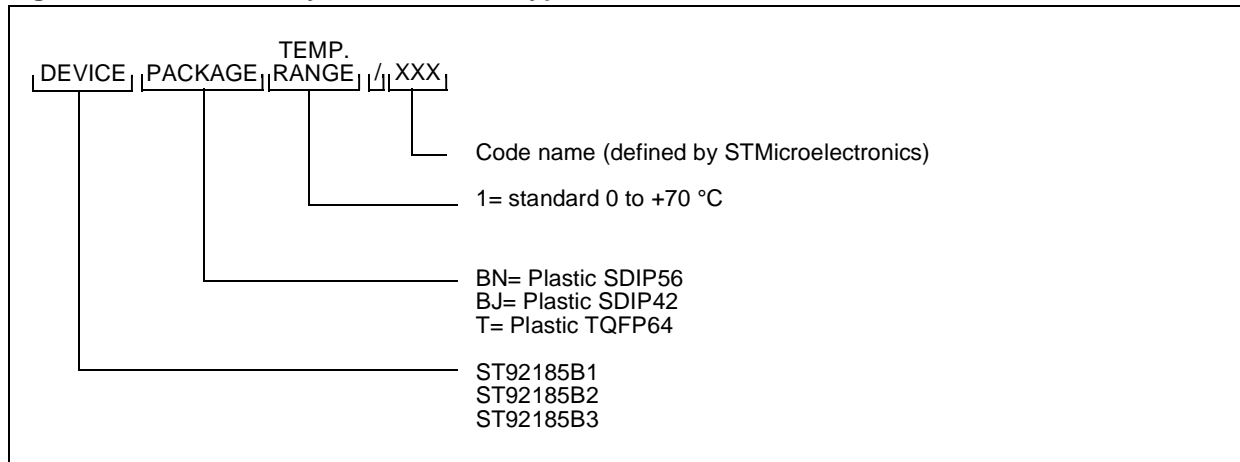 TEMP.
DEVICE PACKAGE RANGE / XXX
Code name (defined by STMicroelectronics)
1= standard 0 to +70 °C
BN= Plastic SDIP56
BJ= Plastic SDIP42
T= Plastic TQFP64
ST92185B1
ST92185B2
ST92185B3